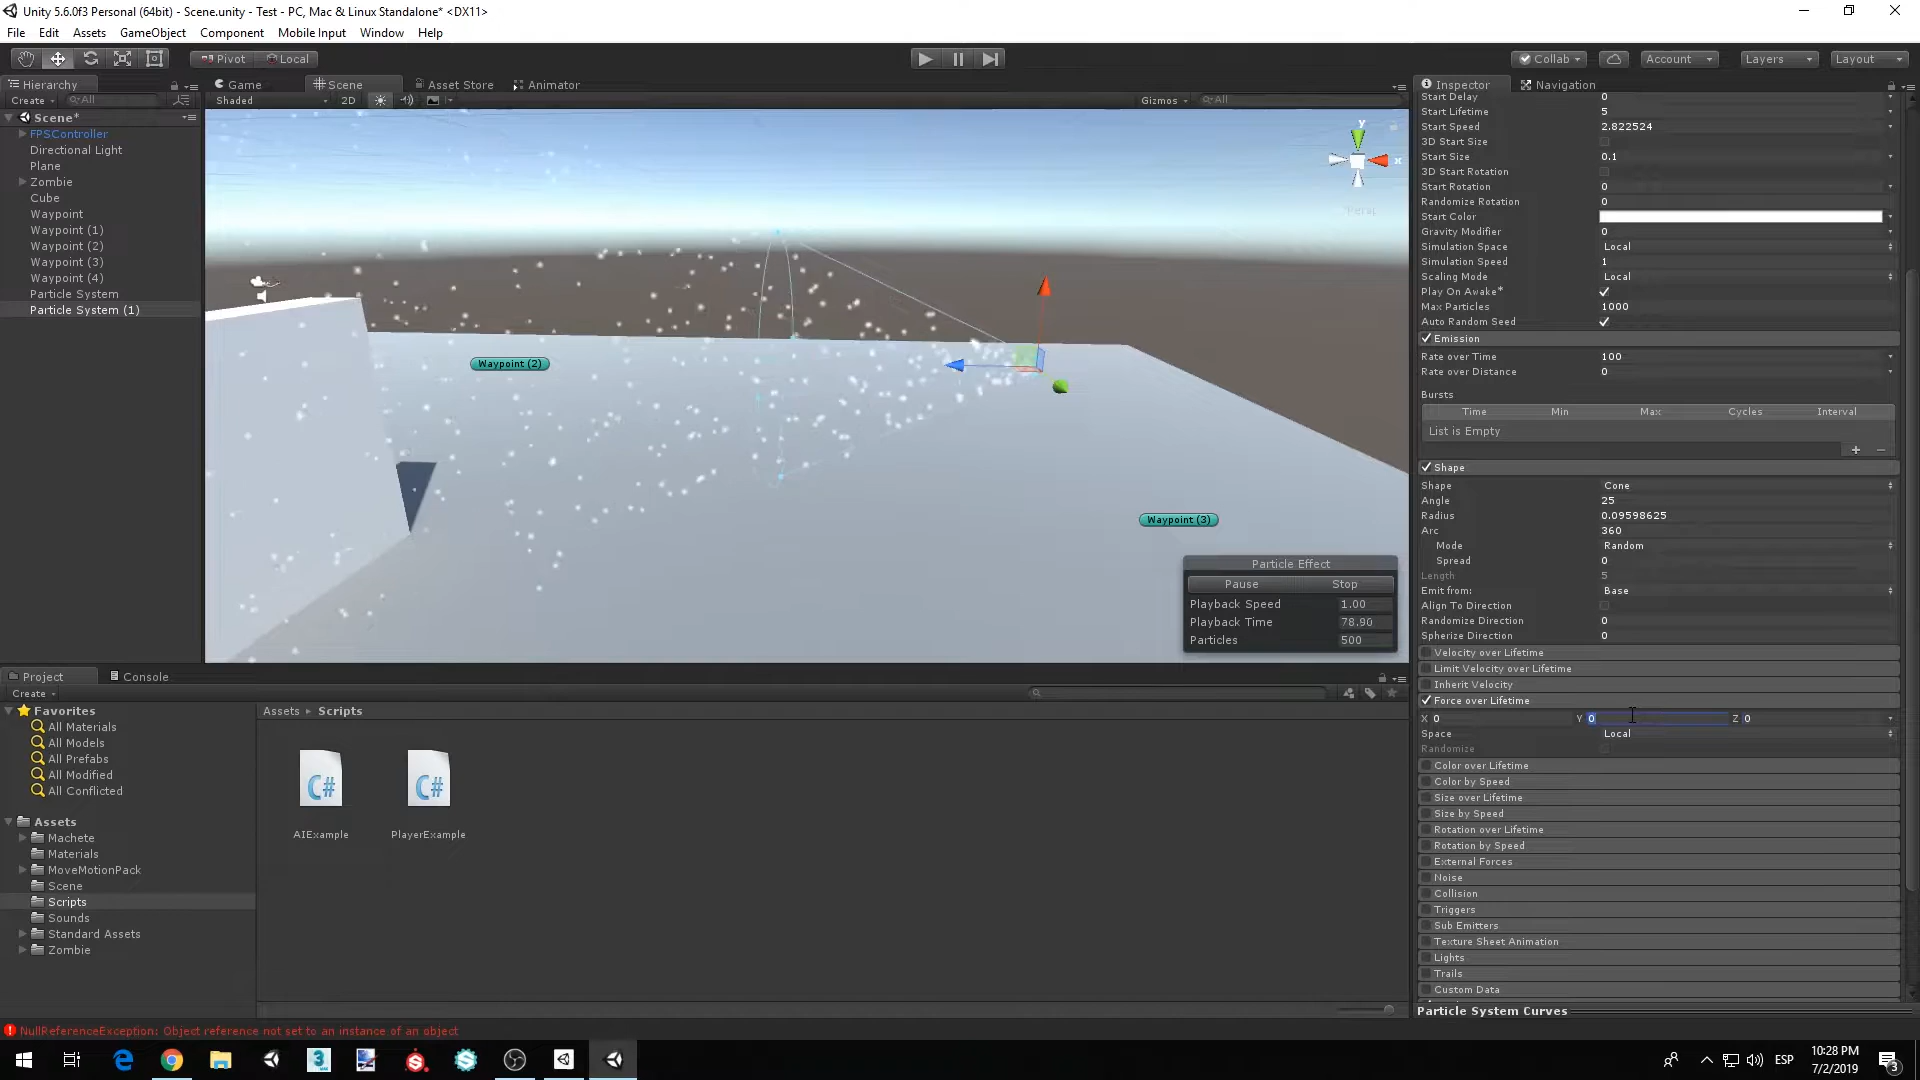 Unity 5.6.0f3 Personal (64bit) - Scene.unity - Test - PC, Mac & Linux Standalone* <DX11>
File Edit Assets GameObject Component Mobile Input Window Help
Pivot Local Collab Account Layers Layout
Hierarchy
Create All
Scene*
FPSController
Directional Light
Plane
Zombie
Cube
Waypoint
Waypoint (1)
Waypoint (2)
Waypoint (3)
Waypoint (4)
Particle System
Particle System (1)
Game Scene Asset Store Animator
Shaded 2D Gizmos All
y
x
Persp
Waypoint (2)
Waypoint (3)
Particle Effect
Pause Stop
Playback Speed 1.00
Playback Time 78.90
Particles 500
Inspector Navigation
Start Delay 0
Start Lifetime 5
Start Speed 2.822524
3D Start Size
Start Size 0.1
3D Start Rotation
Start Rotation 0
Randomize Rotation 0
Start Color
Gravity Modifier 0
Simulation Space Local
Simulation Speed 1
Scaling Mode Local
Play On Awake*
Max Particles 1000
Auto Random Seed
Emission
Rate over Time 100
Rate over Distance 0
Bursts
Time Min Max Cycles Interval
List is Empty
Shape
Shape Cone
Angle 25
Radius 0.09598625
Arc 360
Mode Random
Spread 0
Length 5
Emit from: Base
Align To Direction
Randomize Direction 0
Spherize Direction 0
Velocity over Lifetime
Limit Velocity over Lifetime
Inherit Velocity
Force over Lifetime
X 0 Y 0 Z 0
Space Local
Randomize
Color over Lifetime
Color by Speed
Size over Lifetime
Size by Speed
Rotation over Lifetime
Rotation by Speed
External Forces
Noise
Collision
Triggers
Sub Emitters
Texture Sheet Animation
Lights
Trails
Custom Data
Particle System Curves
Project Console
Create
Favorites
All Materials
All Models
All Prefabs
All Modified
All Conflicted
Assets
Machete
Materials
MoveMotionPack
Scene
Scripts
Sounds
Standard Assets
Zombie
Assets Scripts
C# C#
AIExample PlayerExample
NullReferenceException: Object reference not set to an instance of an object
3 ESP 10:28 PM
7/2/2019
3